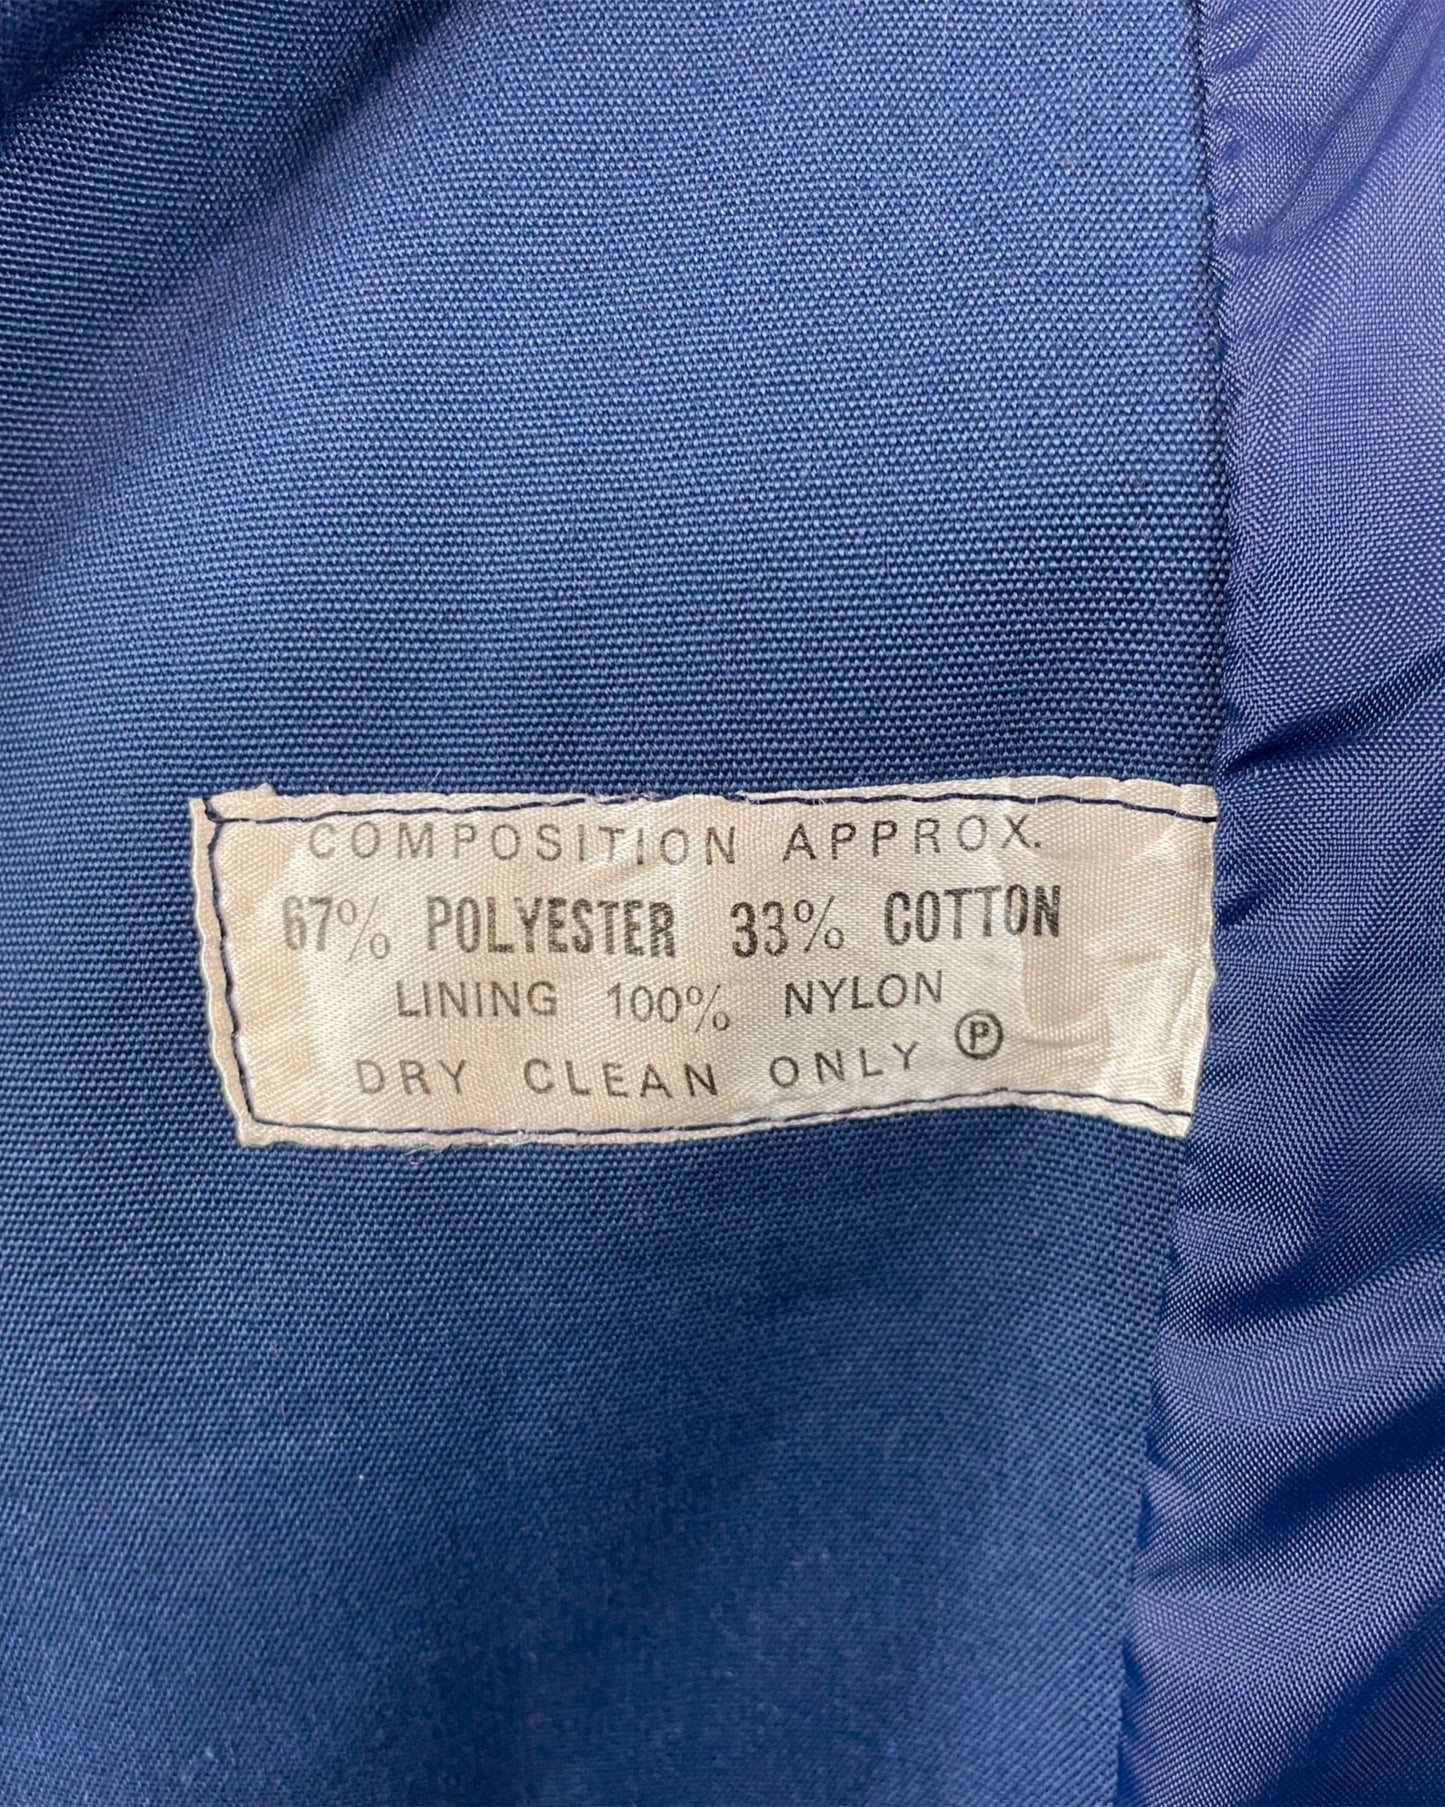 COMPOSITION APPROX.
67% POLYESTER 33% COTTON
LINING 100% NYLON
DRY CLEAN ONLY Ⓟ